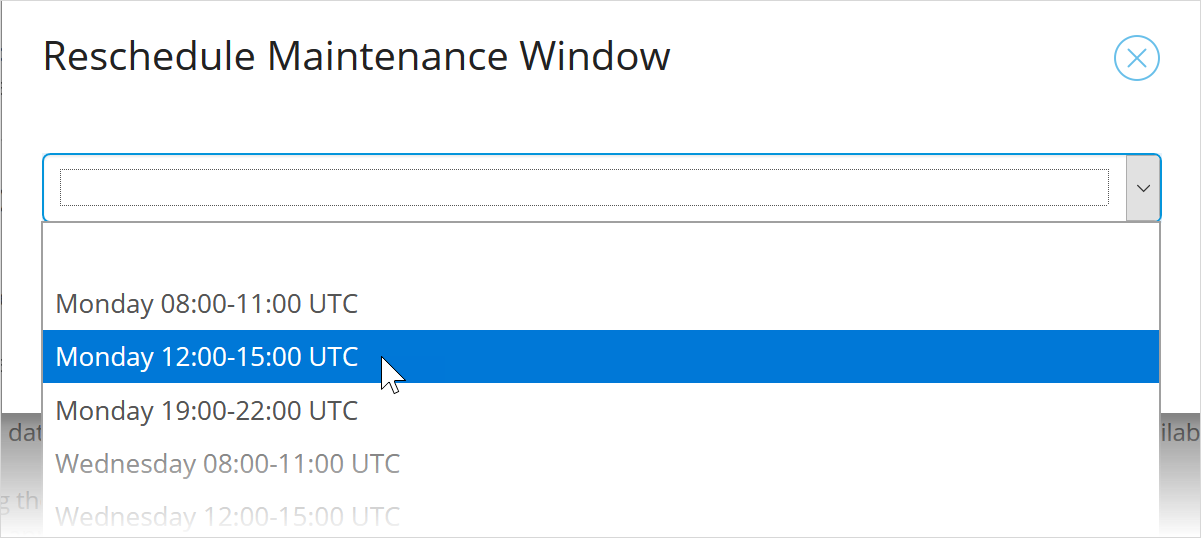 Reschedule Maintenance Window
Monday 08:00-11:00 UTC
Monday 12:00-15:00 UTC
Monday 19:00-22:00 UTC
dat ilab
Wednesday 08:00-11:00 UTC
g th
Wednesday 12:00-15:00 UTC